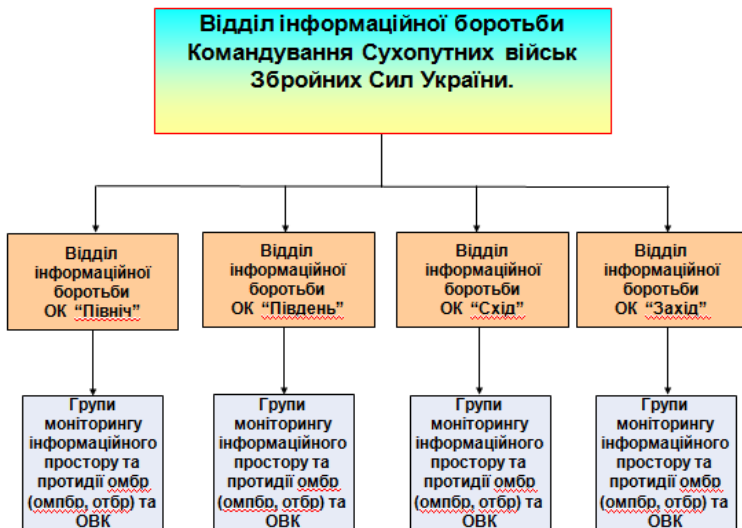 Відділ інформаційної боротьби
Командування Сухопутних військ
Збройних Сил України.
Відділ
інформаційної
боротьби
ОК “Північ”
Відділ
інформаційної
боротьби
ОК “Південь”
Відділ
інформаційної
боротьби
ОК “Схід”
Відділ
інформаційної
боротьби
ОК “Захід”
Групи
моніторингу
інформаційного
простору та
протидії омбр
(омпбр, отбр) та
ОВК
Групи
моніторингу
інформаційного
простору та
протидії омбр
(омпбр, отбр) та
ОВК
Групи
моніторингу
інформаційного
простору та
протидії омбр
(омпбр, отбр) та
ОВК
Групи
моніторингу
інформаційного
простору та
протидії омбр
(омпбр, отбр) та
ОВК